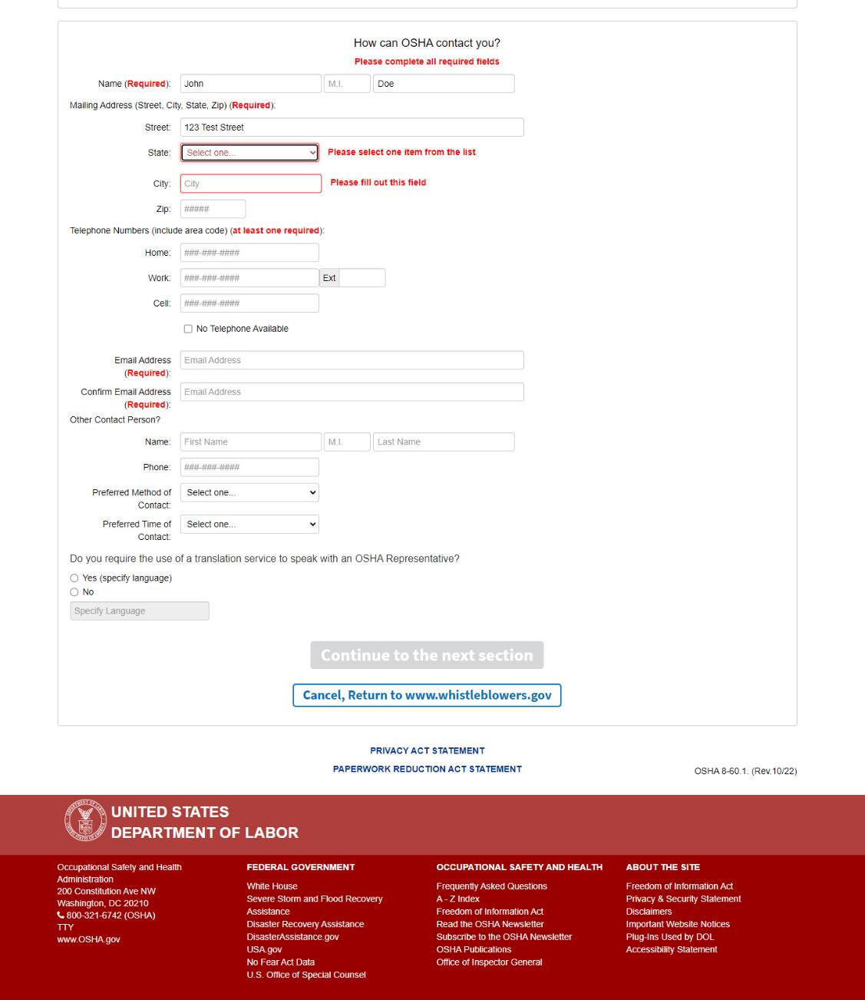 How can OSHA contact you?
Please complete all required fields
Name (Required): John M.I. Doe
Mailing Address (Street, City, State, Zip) (Required):
Street: 123 Test Street
State: Select one... Please select one item from the list
City: City Please fill out this field
Zip: #####
Telephone Numbers (include area code) (at least one required):
Home: ###-###-####
Work: ###-###-#### Ext
Cell: ###-###-####
No Telephone Available
Email Address (Required): Email Address
Confirm Email Address (Required): Email Address
Other Contact Person?
Name: First Name M.I. Last Name
Phone: ###-###-####
Preferred Method of Contact: Select one...
Preferred Time of Contact: Select one...
Do you require the use of a translation service to speak with an OSHA Representative?
Yes (specify language)
No
Specify Language
Continue to the next section
Cancel, Return to www.whistleblowers.gov
PRIVACY ACT STATEMENT
PAPERWORK REDUCTION ACT STATEMENT
OSHA 8-60.1. (Rev.10/22)
DEPARTMENT OF LABOR
UNITED STATES OF AMERICA
UNITED STATES
DEPARTMENT OF LABOR
Occupational Safety and Health
Administration
200 Constitution Ave NW
Washington, DC 20210
800-321-6742 (OSHA)
TTY
www.OSHA.gov
FEDERAL GOVERNMENT
White House
Severe Storm and Flood Recovery
Assistance
Disaster Recovery Assistance
DisasterAssistance.gov
USA.gov
No Fear Act Data
U.S. Office of Special Counsel
OCCUPATIONAL SAFETY AND HEALTH
Frequently Asked Questions
A - Z Index
Freedom of Information Act
Read the OSHA Newsletter
Subscribe to the OSHA Newsletter
OSHA Publications
Office of Inspector General
ABOUT THE SITE
Freedom of Information Act
Privacy & Security Statement
Disclaimers
Important Website Notices
Plug-Ins Used by DOL
Accessibility Statement